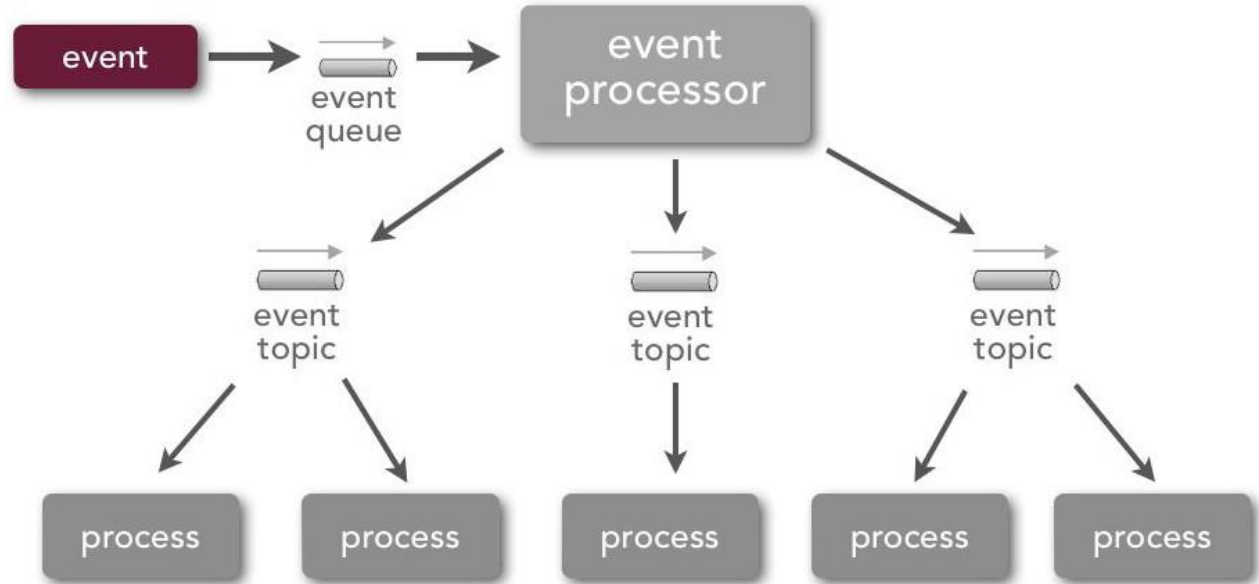 event
event
queue
event
processor
event
topic
event
topic
event
topic
process
process
process
process
process